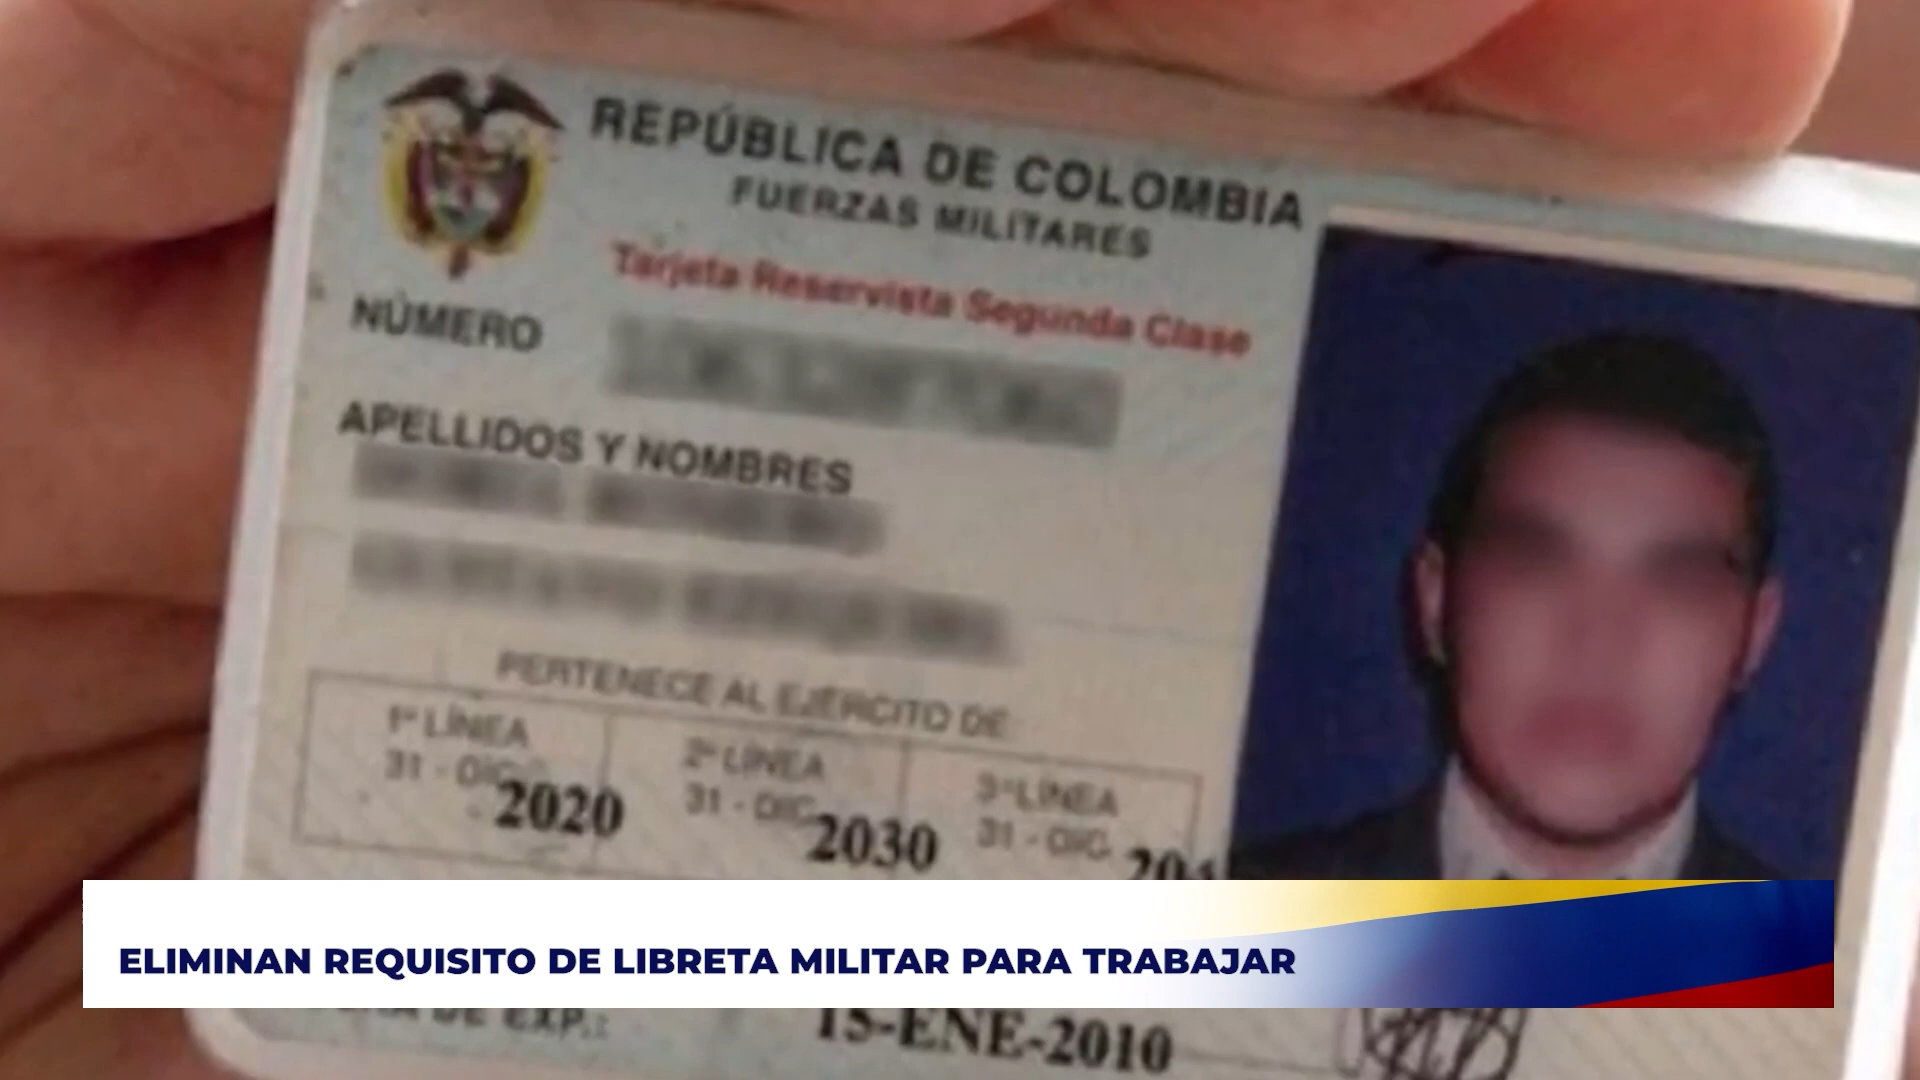 REPÚBLICA DE COLOMBIA
FUERZAS MILITARES
Tarjeta Reservista Segunda Clase
NÚMERO
APELLIDOS Y NOMBRES
PERTENECE AL EJÉRCITO DE:
1ª LÍNEA 2ª LÍNEA 3ª LÍNEA
31 - DIC 2020 31 - DIC 2030 31 - DIC
ELIMINAN REQUISITO DE LIBRETA MILITAR PARA TRABAJAR
DE EXP.: 15-ENE-2010